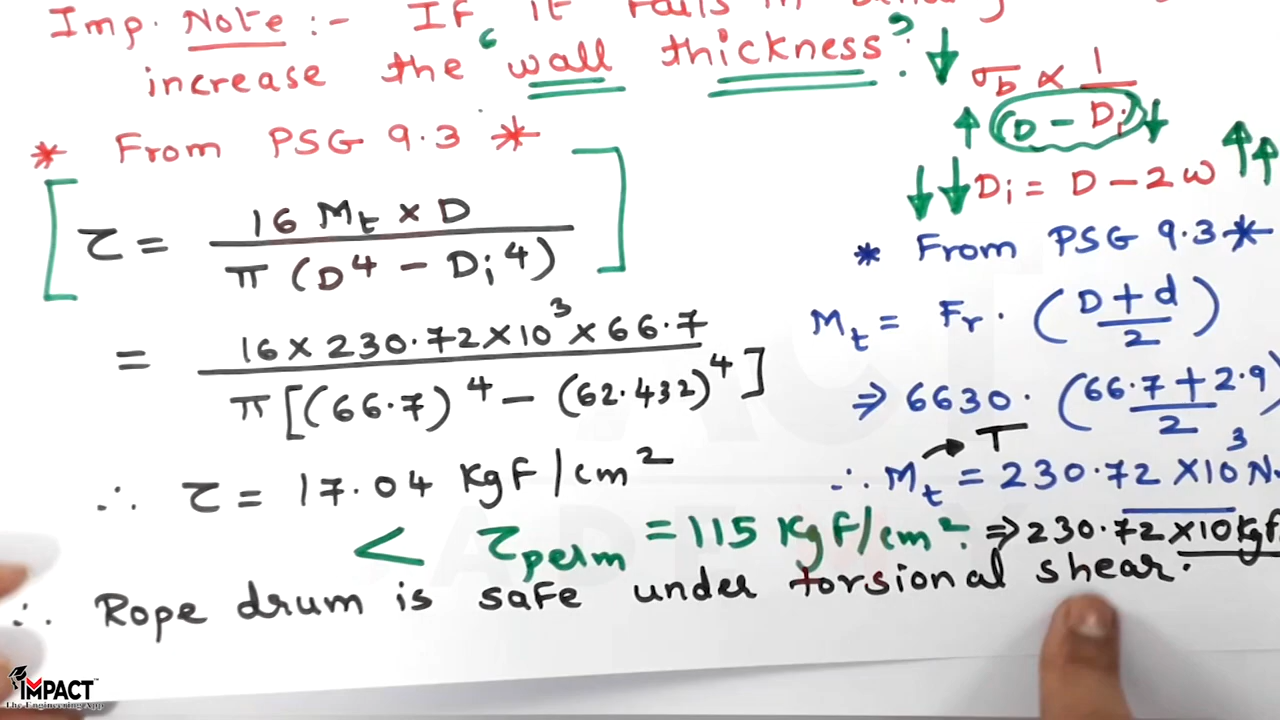 Imp. Note :- If it fails in
increase the "wall thickness".
σb ∝ 1 / (D - Di)
Di = D - 2w
* From PSG 9.3 *
τ = 16 Mt × D / π (D⁴ - Di⁴)
= 16 × 230.72 × 10³ × 66.7 / π [(66.7)⁴ - (62.432)⁴]
∴ τ = 17.04 Kgf/cm²
< τperm = 115 Kgf/cm².
∴ Rope drum is safe under torsional shear.
* From PSG 9.3 *
Mt = Fr . (D + d / 2)
⇒ 6630 . (66.7 + 2.9 / 2)
T
∴ Mt = 230.72 × 10³ N
⇒ 230.72 × 10 kgf
IMPACT
The Engineering App